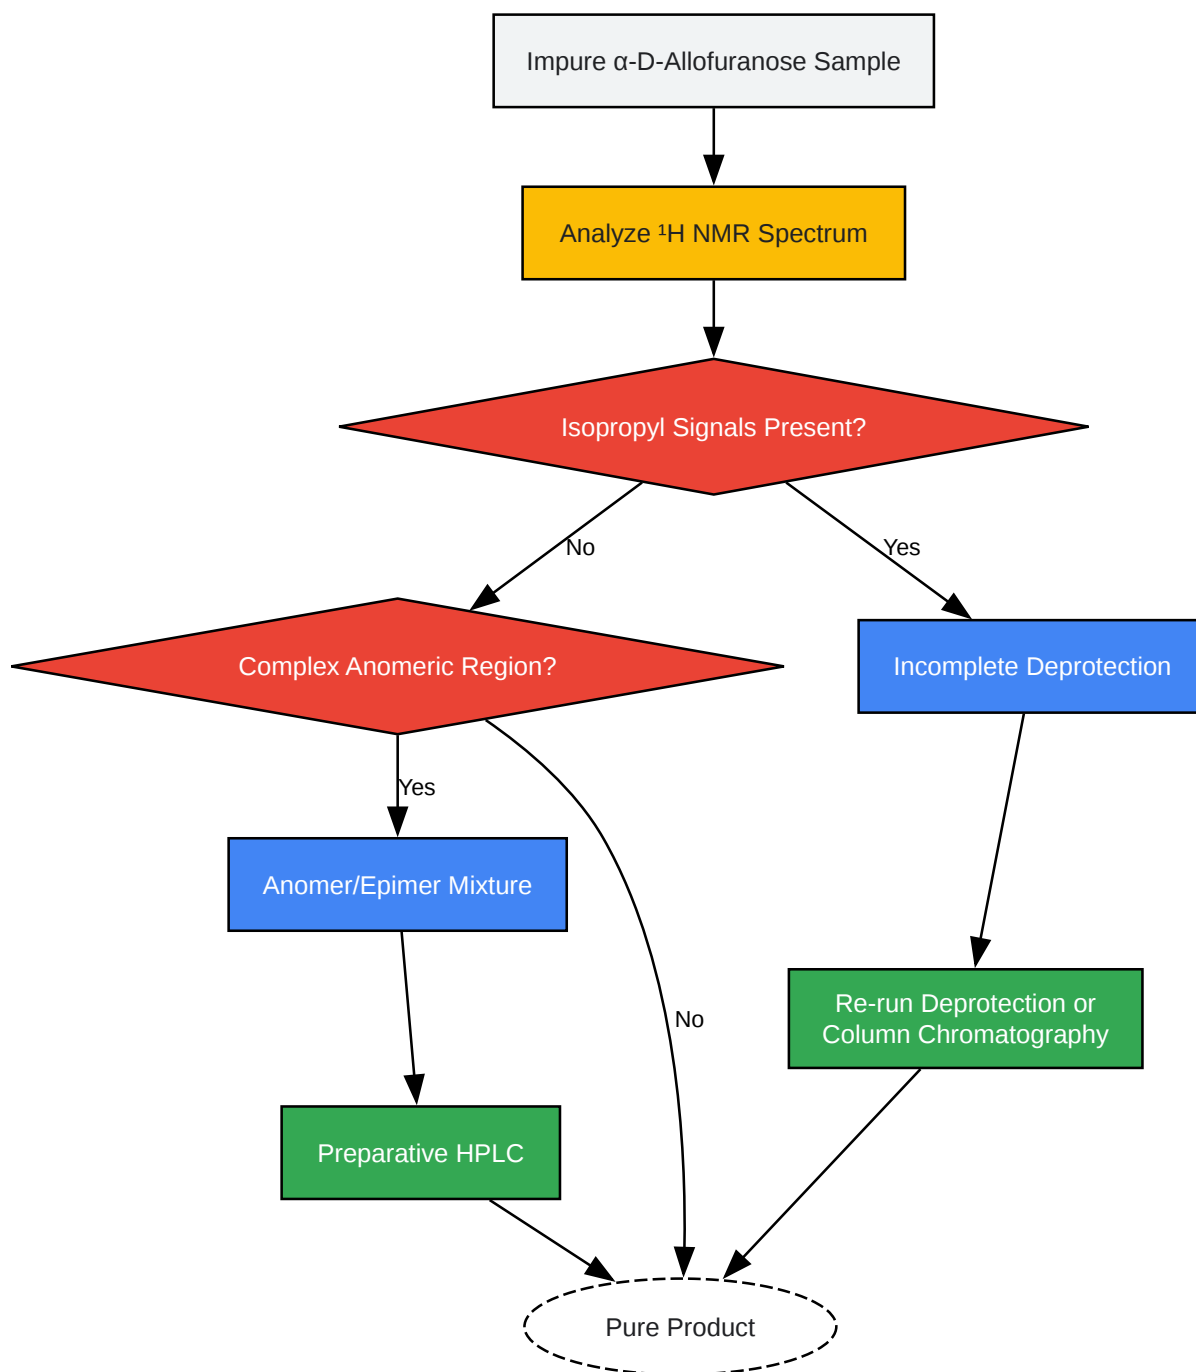 Impure α-D-Allofuranose Sample
Analyze ¹H NMR Spectrum
Isopropyl Signals Present?
No
Yes
Complex Anomeric Region?
Incomplete Deprotection
Yes
Anomer/Epimer Mixture
No
Re-run Deprotection or
Column Chromatography
Preparative HPLC
Pure Product